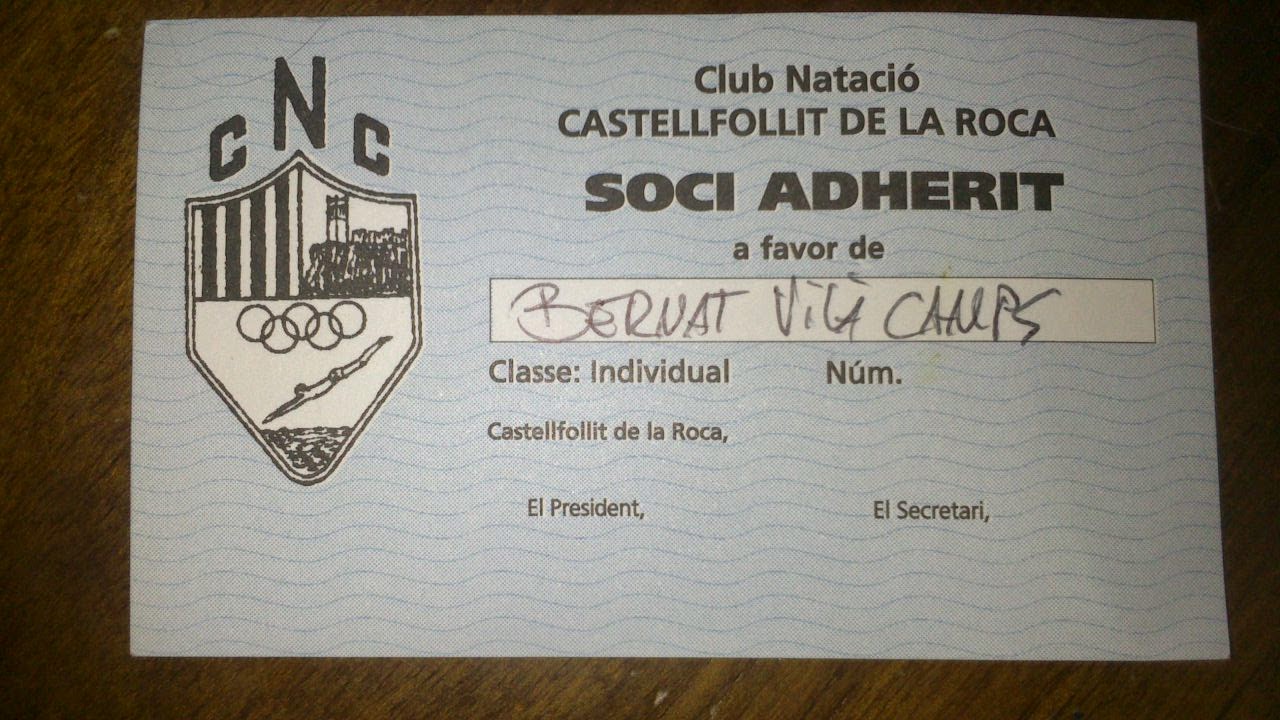 CNC
Club Natació
CASTELLFOLLIT DE LA ROCA
SOCI ADHERIT
a favor de
BERNAT Vilà CAMPS
Classe: Individual Núm.
Castellfollit de la Roca,
El President, El Secretari,